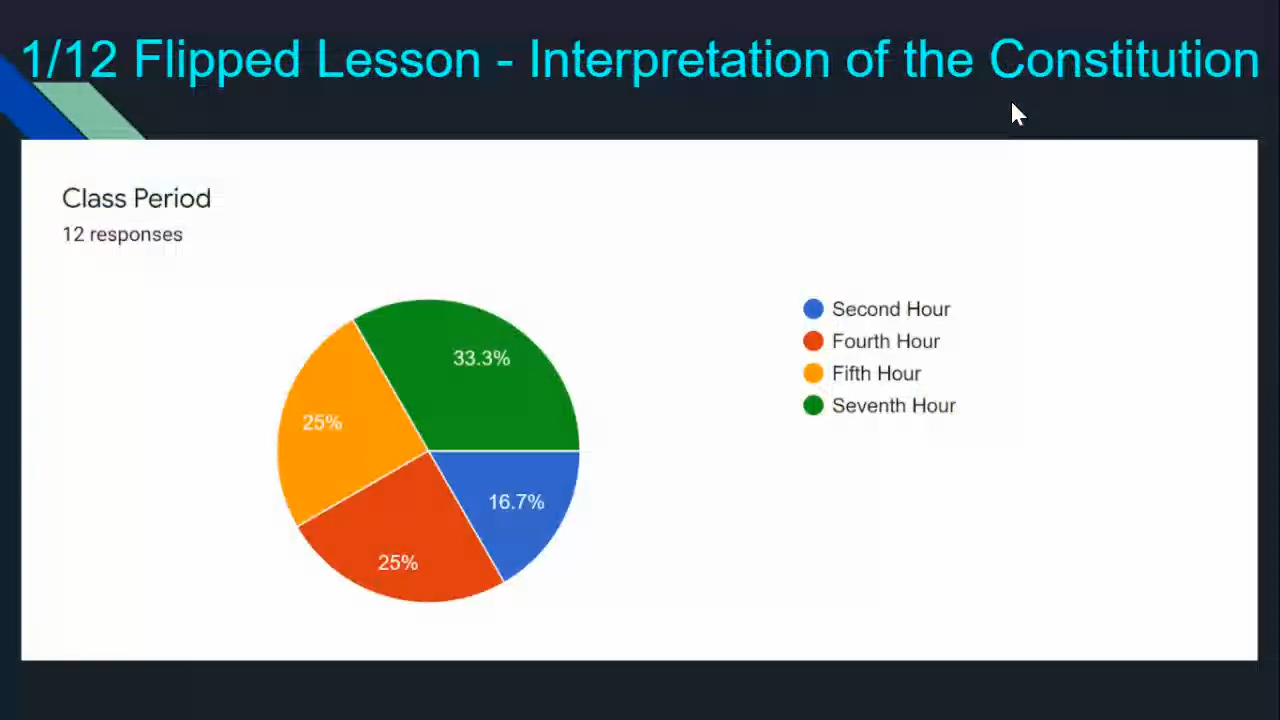 1/12 Flipped Lesson - Interpretation of the Constitution
Class Period
12 responses
33.3%
25%
16.7%
25%
Second Hour
Fourth Hour
Fifth Hour
Seventh Hour